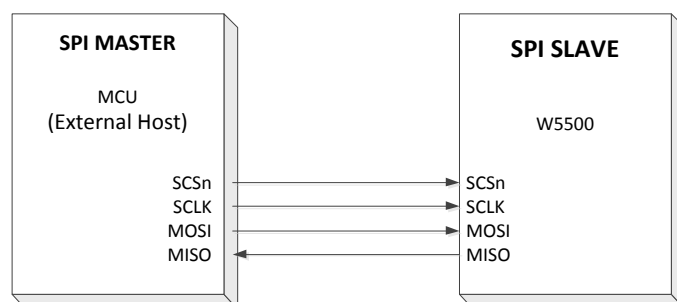 SPI MASTER
MCU
(External Host)
SCSn
SCLK
MOSI
MISO
SPI SLAVE
W5500
SCSn
SCLK
MOSI
MISO